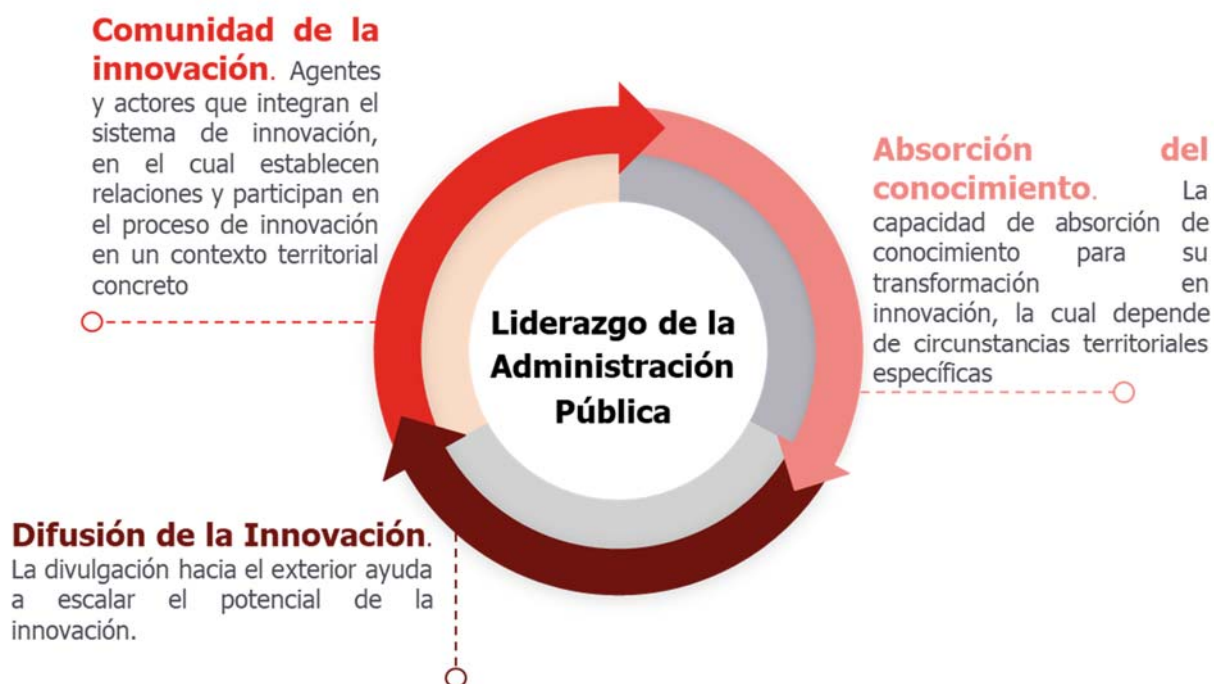 Comunidad de la
innovación. Agentes
y actores que integran el
sistema de innovación,
en el cual establecen
relaciones y participan en
el proceso de innovación
en un contexto territorial
concreto
Absorción del
conocimiento. La
capacidad de absorción de
conocimiento para su
transformación en
innovación, la cual depende
de circunstancias territoriales
específicas
Liderazgo de la
Administración
Pública
Difusión de la Innovación.
La divulgación hacia el exterior ayuda
a escalar el potencial de la
innovación.